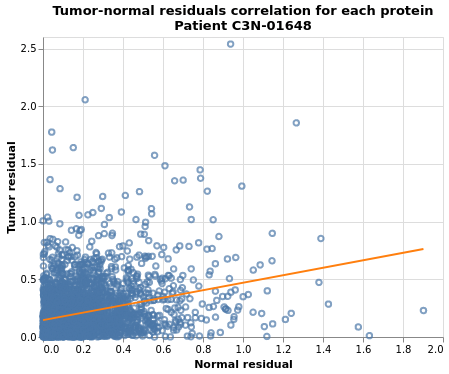 Tumor-normal residuals correlation for each protein
Patient C3N-01648
Tumor residual
2.5
2.0
1.5
1.0
0.5
0.0
0.0 0.2 0.4 0.6 0.8 1.0 1.2 1.4 1.6 1.8 2.0
Normal residual